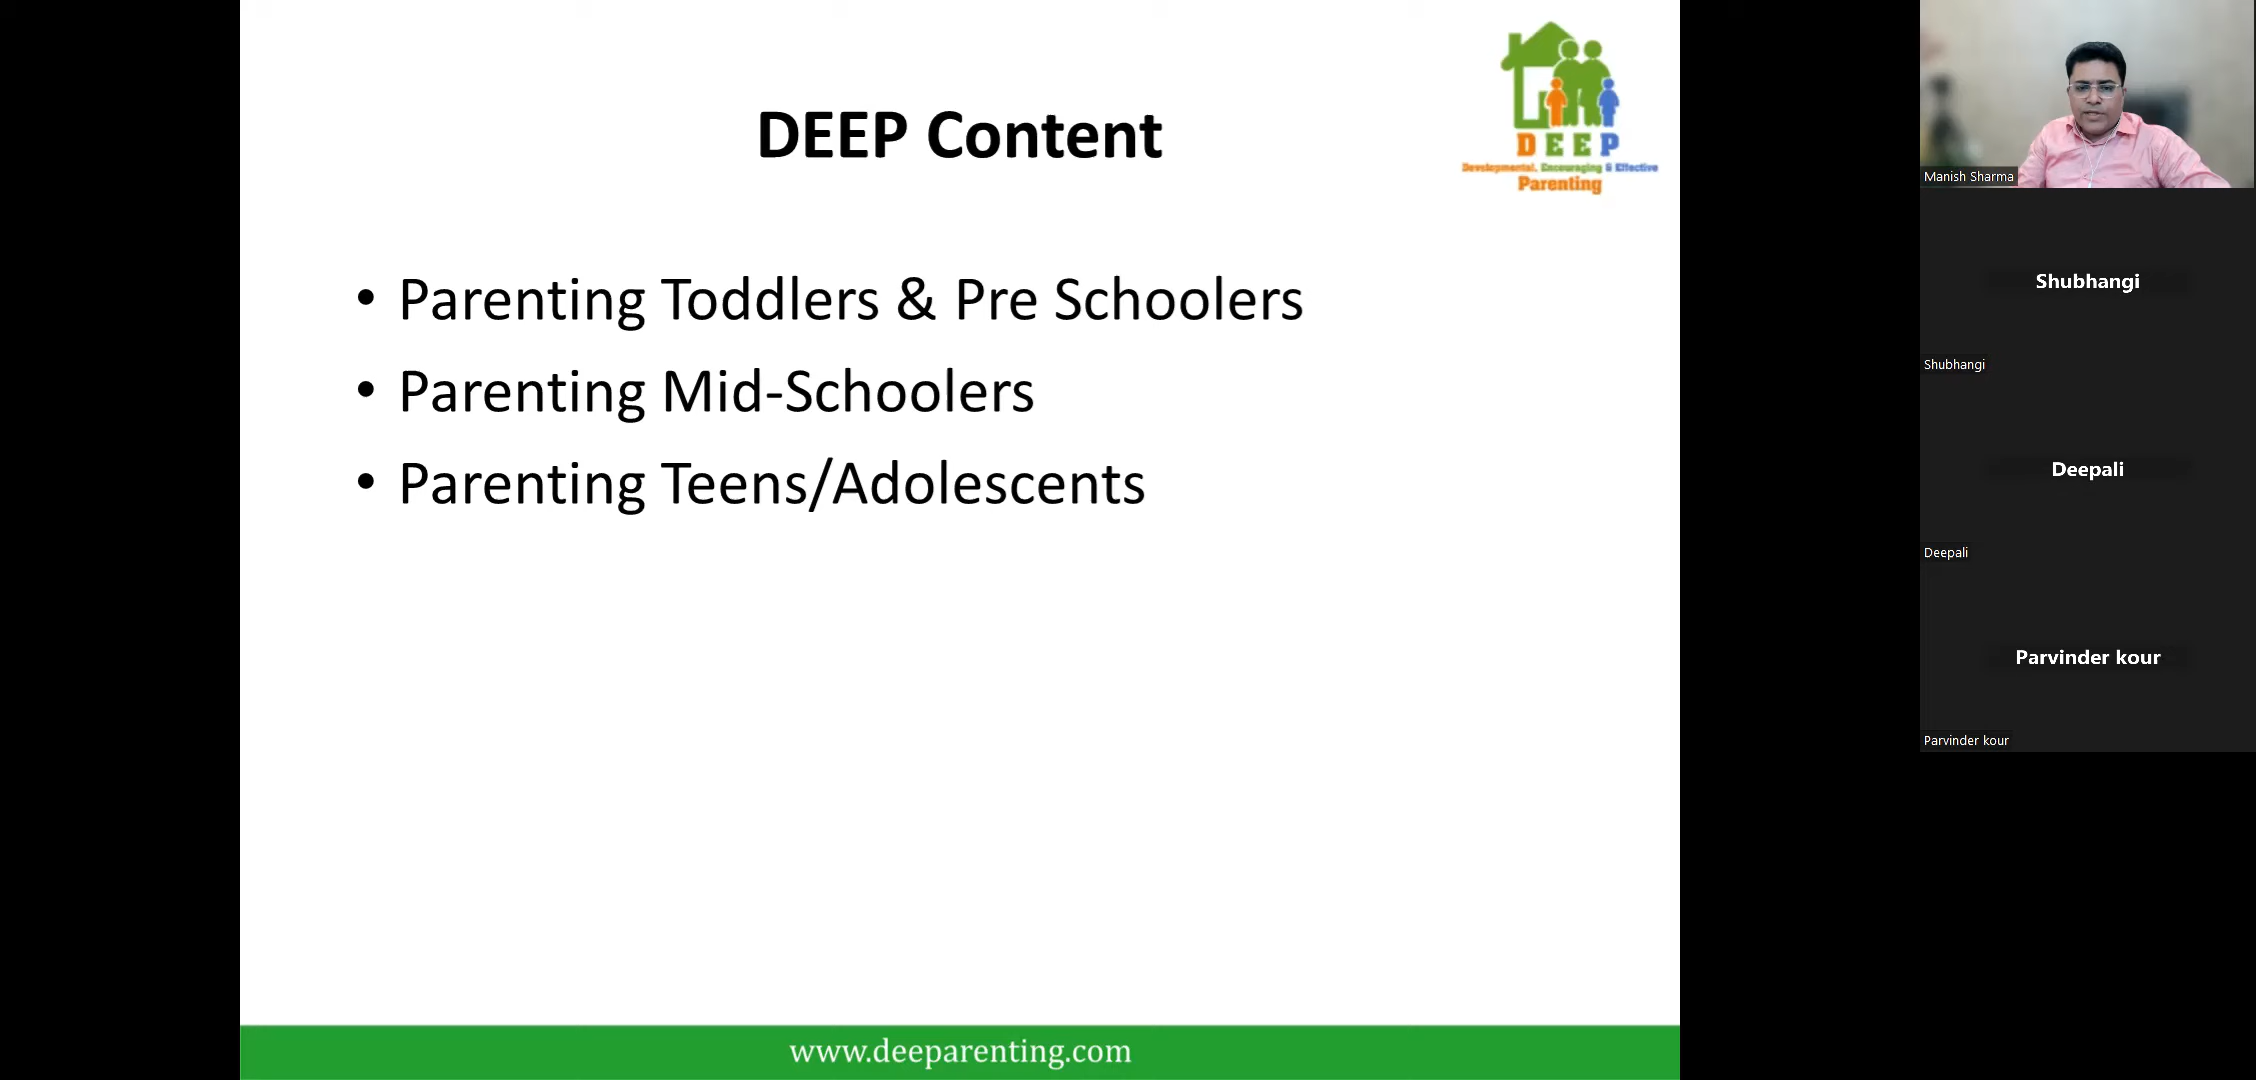 DEEP Content
D E E P
Developmental, Encouraging & Effective
Parenting
• Parenting Toddlers & Pre Schoolers
• Parenting Mid-Schoolers
• Parenting Teens/Adolescents
www.deeparenting.com
Manish Sharma
Shubhangi
Shubhangi
Deepali
Deepali
Parvinder kour
Parvinder kour